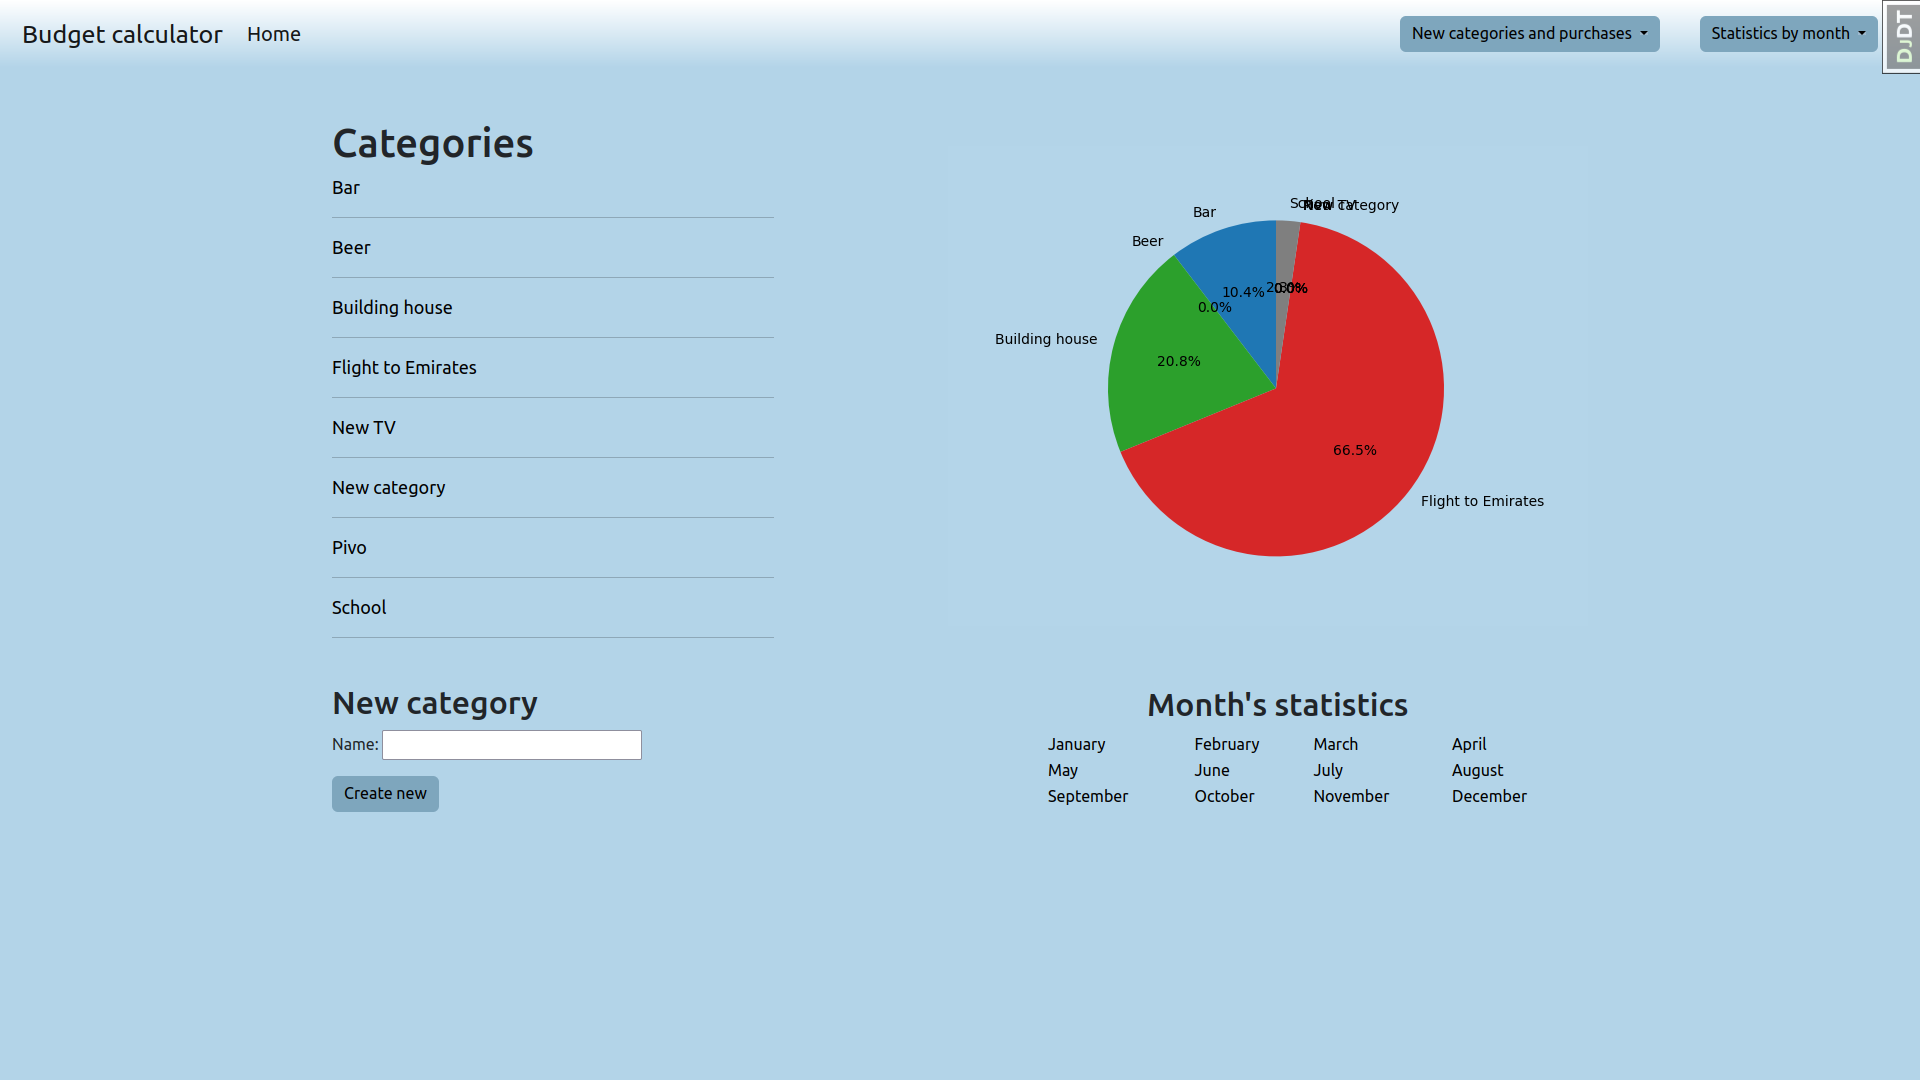 Budget calculator
Home
New categories and purchases
Statistics by month
DJDT
Categories
Bar
Beer
Building house
Flight to Emirates
New TV
New category
Pivo
School
School
New category
Bar
Beer
Building house
Flight to Emirates
10.4%
0.0%
0.0%
20.8%
66.5%
New category
Name:
Create new
Month's statistics
January February March April
May June July August
September October November December